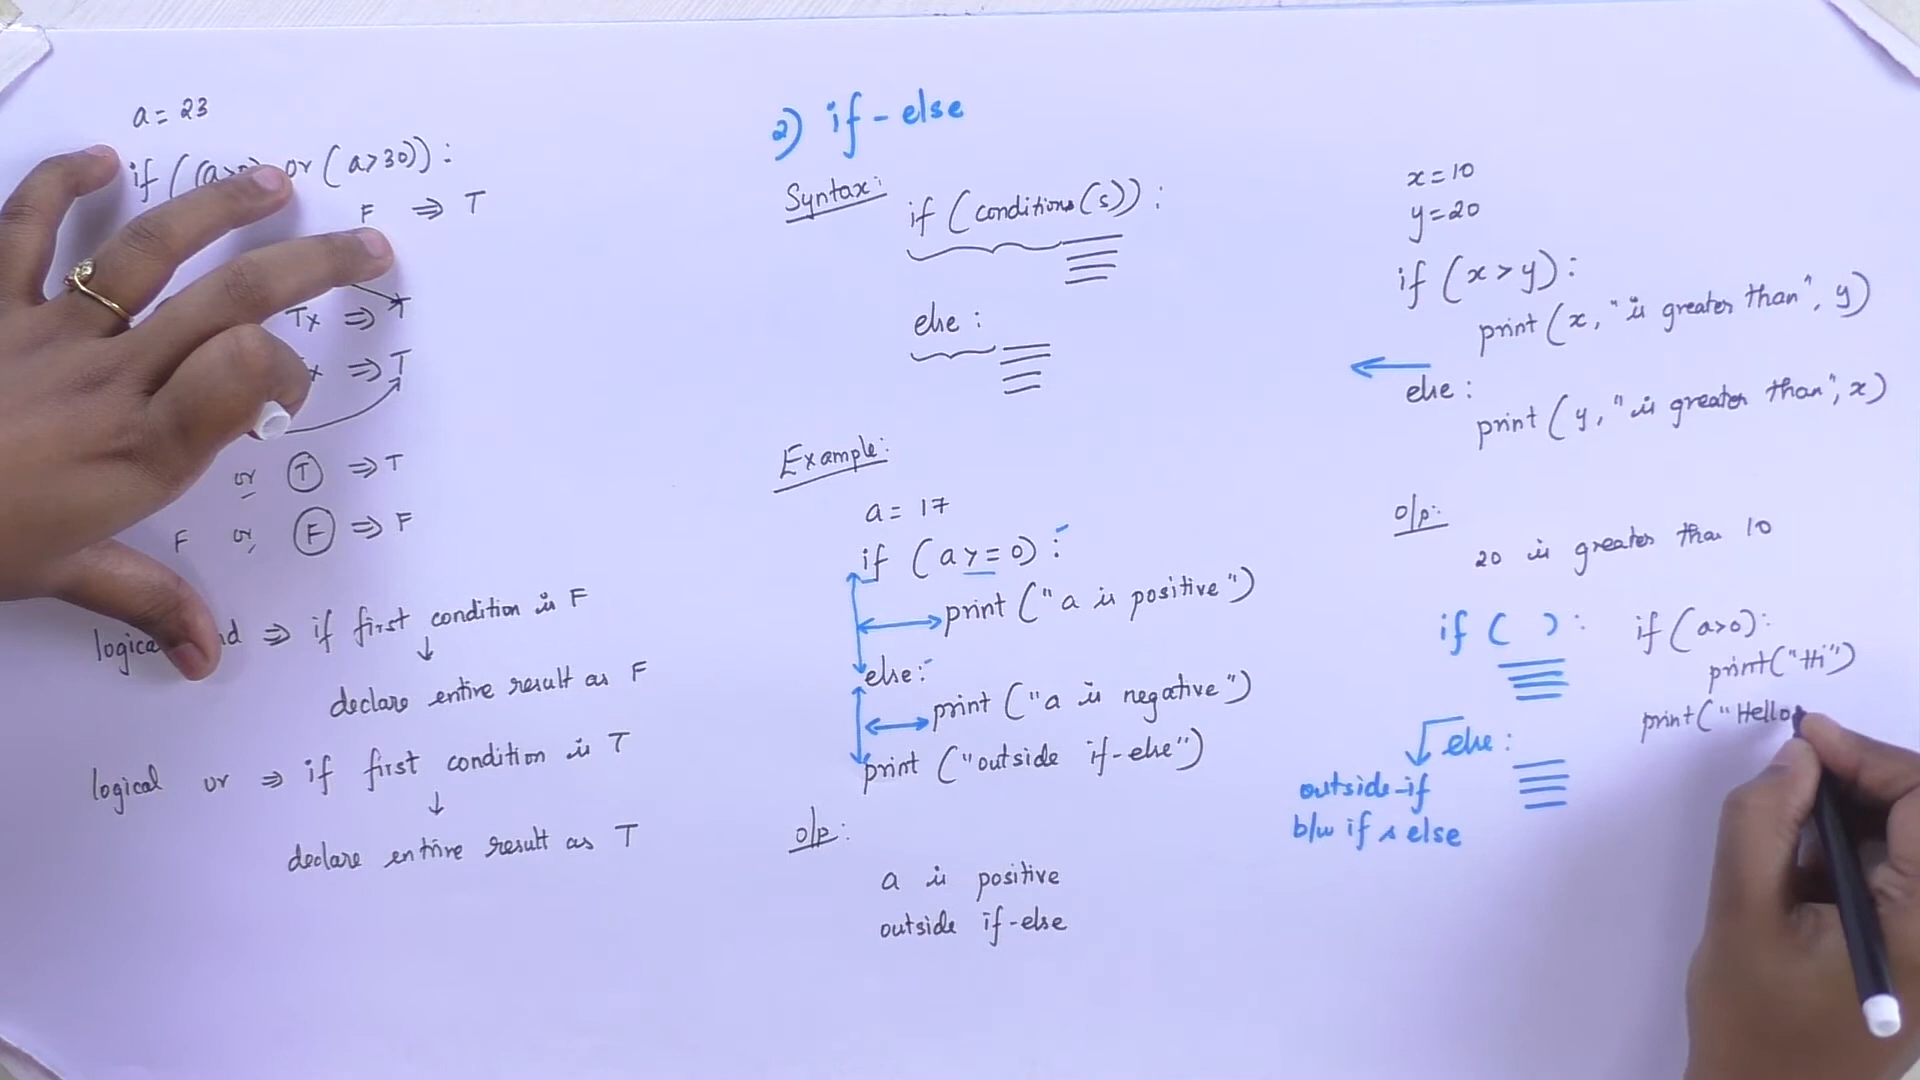 a = 23
if ((a> or (a>30)):
F ⇒ T
Tx ⇒ T
x ⇒ T
or T ⇒ T
F or F ⇒ F
logical nd ⇒ if first condition is F
↓
declare entire result as F
logical or ⇒ if first condition is T
↓
declare entire result as T
2) if-else
Syntax:
if (conditions(s)):
else:
Example:
a = 17
if (a >= 0):
print ("a is positive")
else:
print ("a is negative")
print ("outside if-else")
o/p:
a is positive
outside if-else
x = 10
y = 20
if (x > y):
print (x, "is greater than", y)
else:
print (y, "is greater than", x)
o/p:
20 is greater than 10
if ( ):
else:
outside-if
b/w if & else
if (a>0):
print("Hi")
print("Hello